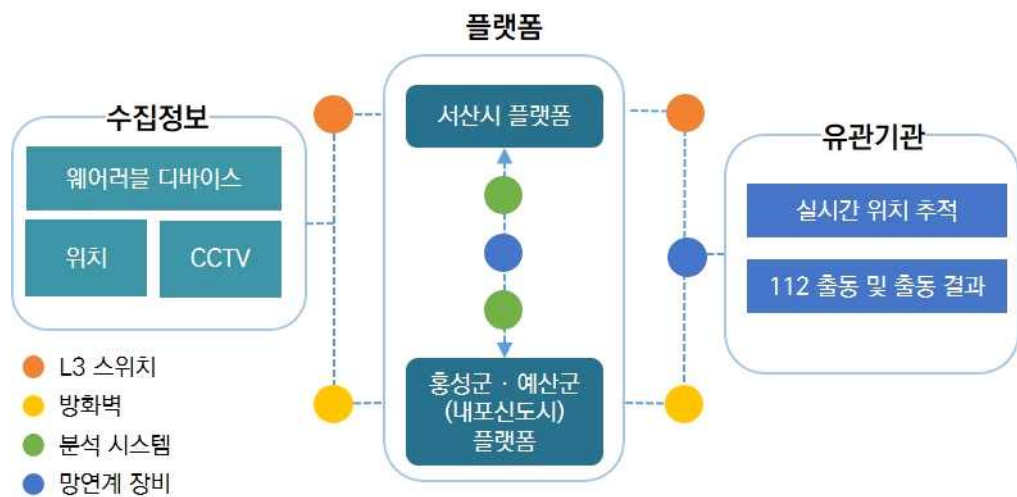 플랫폼
수집정보
웨어러블 디바이스
위치
CCTV
서산시 플랫폼
홍성군 · 예산군
(내포신도시)
플랫폼
유관기관
실시간 위치 추적
112 출동 및 출동 결과
L3 스위치
방화벽
분석 시스템
망연계 장비